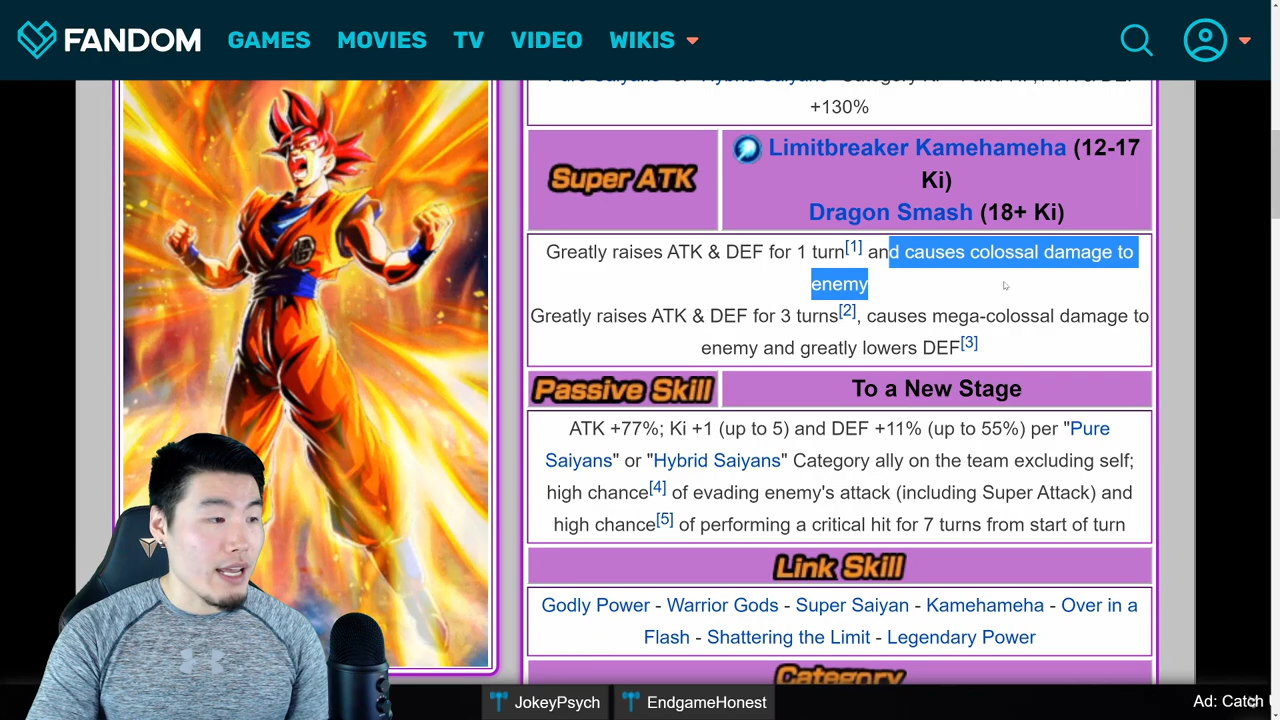 FANDOM GAMES MOVIES TV VIDEO WIKIS
+130%
Super ATK
Limitbreaker Kamehameha (12-17
Ki)
Dragon Smash (18+ Ki)
Greatly raises ATK & DEF for 1 turn[1] and causes colossal damage to
enemy
Greatly raises ATK & DEF for 3 turns[2], causes mega-colossal damage to
enemy and greatly lowers DEF[3]
Passive Skill
To a New Stage
ATK +77%; Ki +1 (up to 5) and DEF +11% (up to 55%) per "Pure
Saiyans" or "Hybrid Saiyans" Category ally on the team excluding self;
high chance[4] of evading enemy's attack (including Super Attack) and
high chance[5] of performing a critical hit for 7 turns from start of turn
Link Skill
Godly Power - Warrior Gods - Super Saiyan - Kamehameha - Over in a
Flash - Shattering the Limit - Legendary Power
Category
JokeyPsych EndgameHonest
Ad: Catch